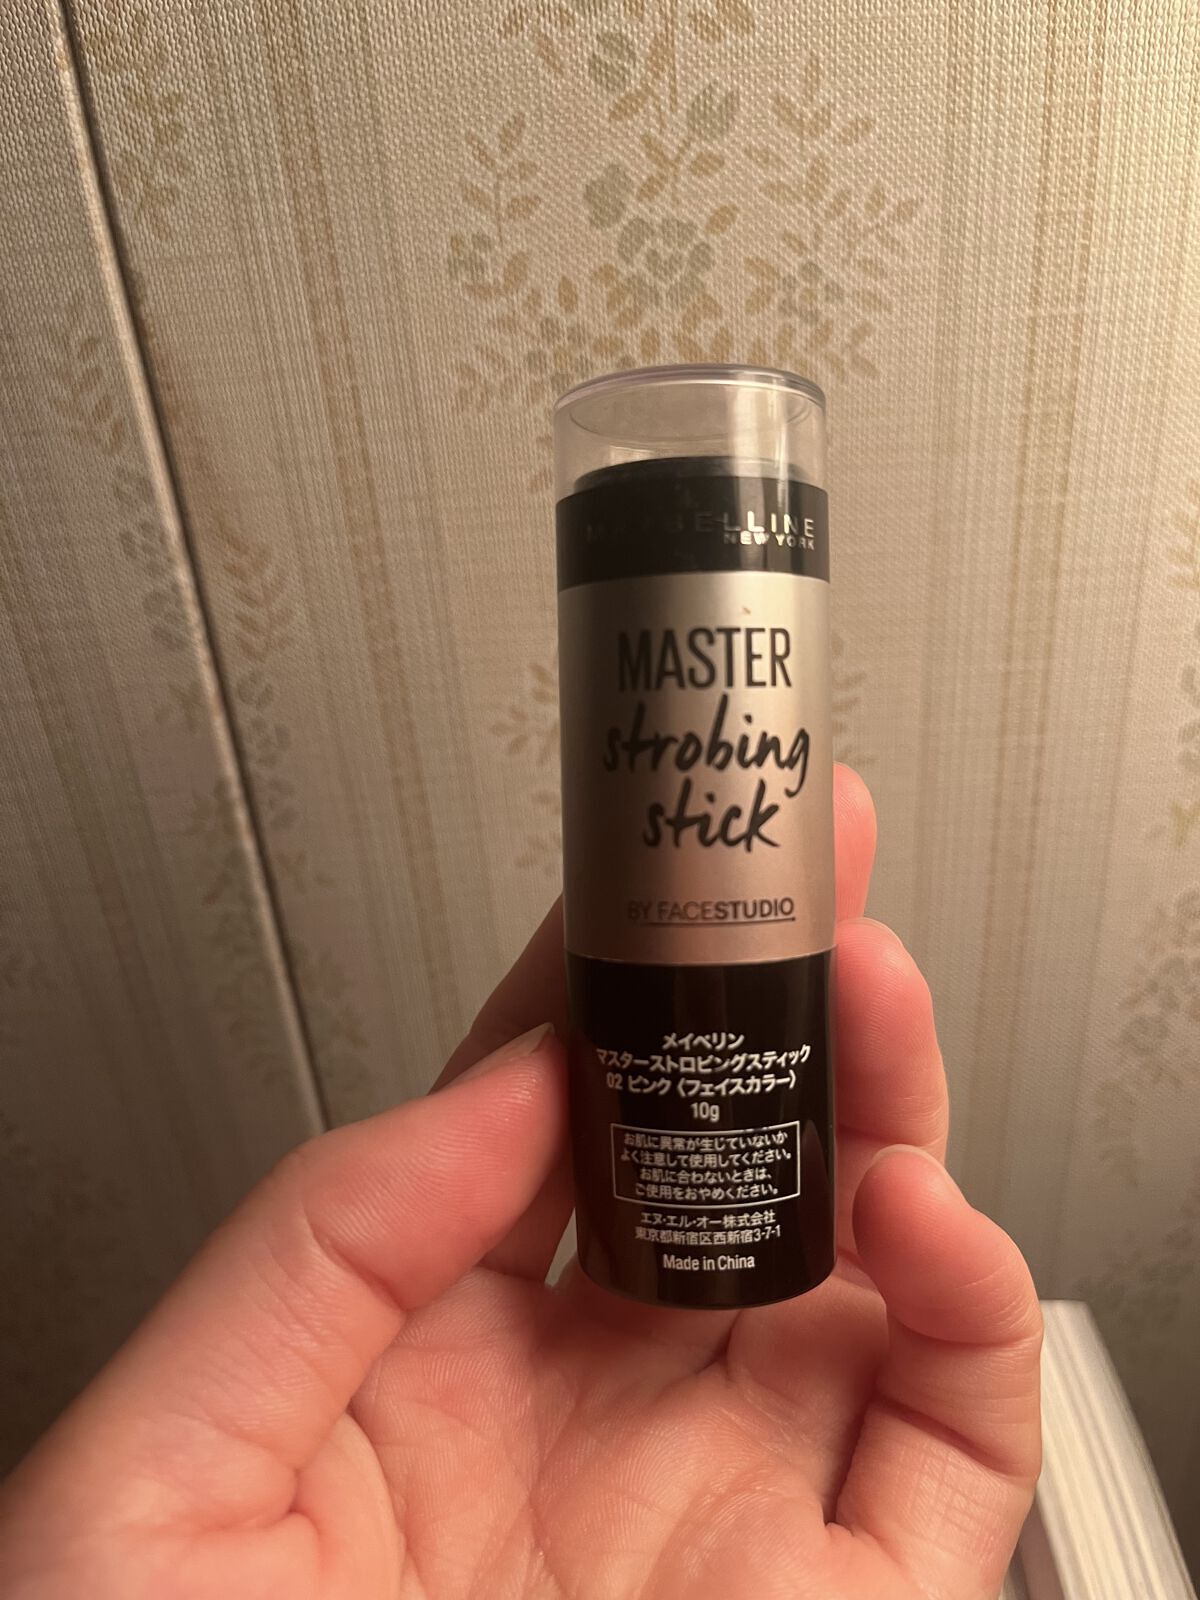 MAYBELLINE
NEW YORK
MASTER
strobing
stick
BY FACESTUDIO
メイベリン
マスターストロビングスティック
02 ピンク〈フェイスカラー〉
10g
お肌に異常が生じていないか
よく注意して使用してください。
お肌に合わないときは、
ご使用をおやめください。
エヌ・エル・オー株式会社
東京都新宿区西新宿3-7-1
Made in China